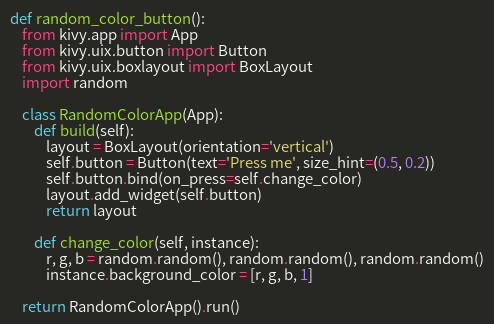 def random_color_button():
from kivy.app import App
from kivy.uix.button import Button
from kivy.uix.boxlayout import BoxLayout
import random
class RandomColorApp(App):
def build(self):
layout = BoxLayout(orientation='vertical')
self.button = Button(text='Press me', size_hint=(0.5, 0.2))
self.button.bind(on_press=self.change_color)
layout.add_widget(self.button)
return layout
def change_color(self, instance):
r, g, b = random.random(), random.random(), random.random()
instance.background_color = [r, g, b, 1]
return RandomColorApp().run()